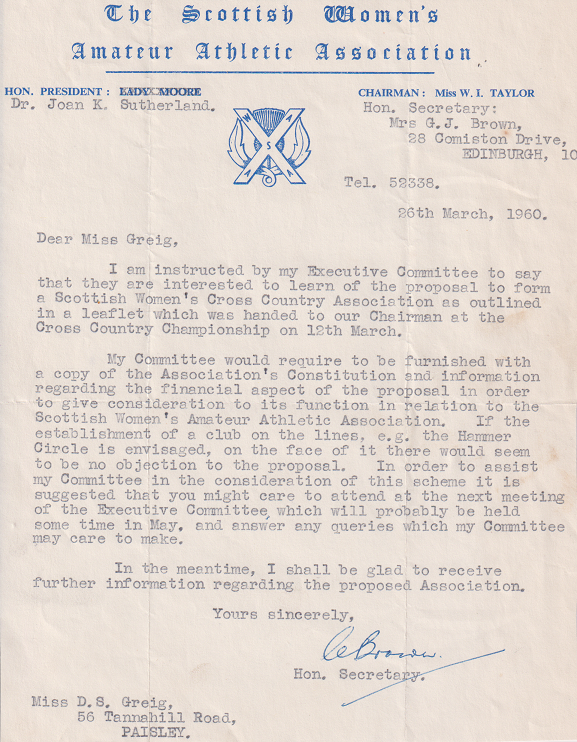 The Scottish Women's
Amateur Athletic Association
HON. PRESIDENT : LADY MOORE
Dr. Joan K. Sutherland.
CHAIRMAN : Miss W. I. TAYLOR
Hon. Secretary:
Mrs G.J. Brown,
28 Comiston Drive,
EDINBURGH, 10
W A
S
A A
Tel. 52338.
26th March, 1960.
Dear Miss Greig,
I am instructed by my Executive Committee to say
that they are interested to learn of the proposal to form
a Scottish Women's Cross Country Association as outlined
in a leaflet which was handed to our Chairman at the
Cross Country Championship on 12th March.
My Committee would require to be furnished with
a copy of the Association's Constitution and information
regarding the financial aspect of the proposal in order
to give consideration to its function in relation to the
Scottish Women's Amateur Athletic Association. If the
establishment of a club on the lines, e.g. the Hammer
Circle is envisaged, on the face of it there would seem
to be no objection to the proposal. In order to assist
my Committee in the consideration of this scheme it is
suggested that you might care to attend at the next meeting
of the Executive Committee which will probably be held
some time in May, and answer any queries which my Committee
may care to make.
In the meantime, I shall be glad to receive
further information regarding the proposed Association.
Yours sincerely,
Brown.
Hon. Secretary.
Miss D.S. Greig,
56 Tannahill Road,
PAISLEY.